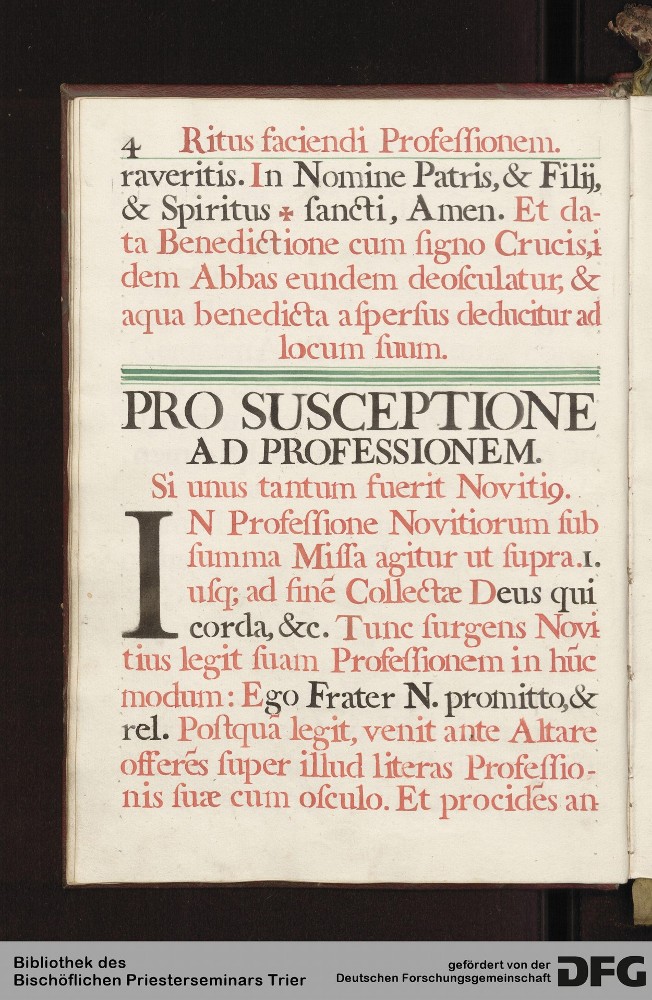 4 Ritus faciendi Profeſſionem.
raveritis. In Nomine Patris, & Filij,
& Spiritus ✠ ſancti, Amen. Et da-
ta Benedictione cum ſigno Crucis, i
dem Abbas eundem deoſculatur, &
aqua benedicta aſperſus deducitur ad
locum ſuum.
PRO SUSCEPTIONE
AD PROFESSIONEM.
Si unus tantum fuerit Novitiꝯ.
IN Profeſſione Novitiorum ſub
ſumma Miſſa agitur ut ſupra. 1.
uſq; ad finē Collectæ Deus qui
corda, &c. Tunc ſurgens Novi
tius legit ſuam Profeſſionem in hūc
modum: Ego Frater N. promitto, &
rel. Poſtquā legit, venit ante Altare
offerēs ſuper illud literas Profeſſio-
nis ſuæ cum oſculo. Et procidēs an
Bibliothek des
Bischöflichen Priesterseminars Trier
gefördert von der
Deutschen Forschungsgemeinschaft
DFG